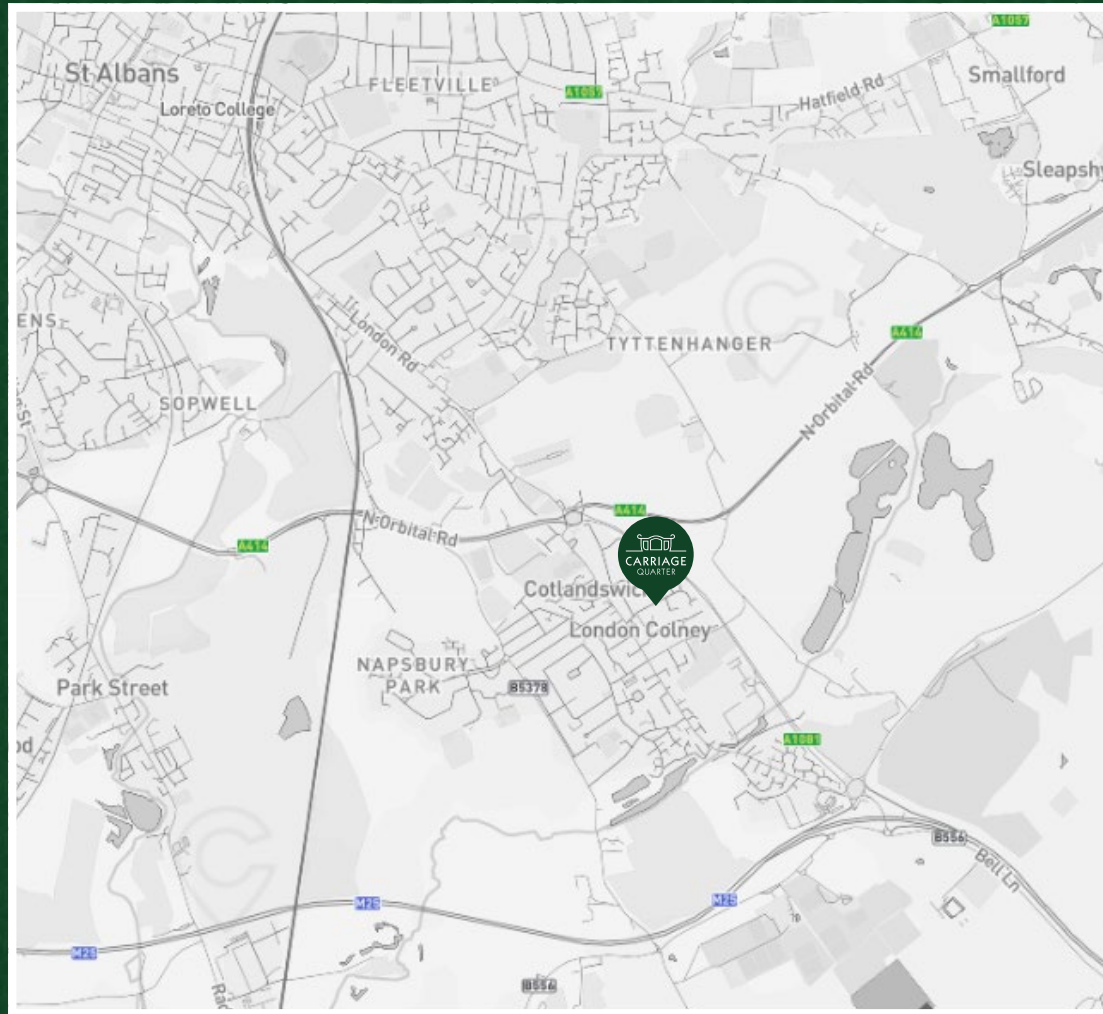 A1057
St Albans
Smallford
FLEETVILLE
A1057
Loreto College
Hatfield Rd
Sleapshy
ENS
London Rd
TYTTENHANGER
A414
SOPWELL
N Orbital Rd
A414
N Orbital Rd
A414
CARRIAGE
QUARTER
Cotlandswic
London Colney
NAPSBURY
PARK
Park Street
B5378
A1081
B556
Bell Ln
M25
M25
M25
B556